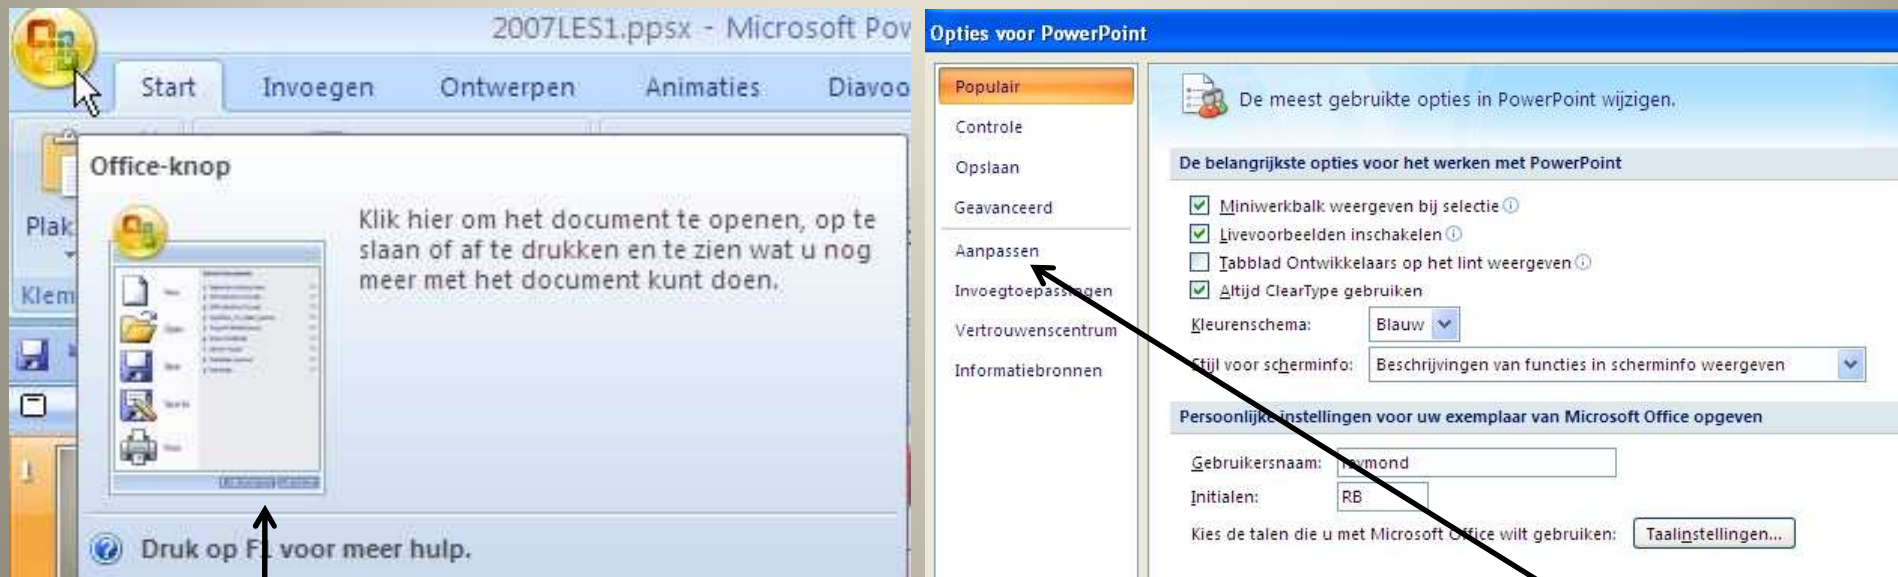 2007LES1.ppsx - Microsoft Pow
Start Invoegen Ontwerpen Animaties Diavoo
Office-knop
Klik hier om het document te openen, op te
slaan of af te drukken en te zien wat u nog
meer met het document kunt doen.
Plak
Klem
1
Druk op F1 voor meer hulp.
Opties voor PowerPoint
Populair
Controle
Opslaan
Geavanceerd
Aanpassen
Invoegtoepassingen
Vertrouwenscentrum
Informatiebronnen
De meest gebruikte opties in PowerPoint wijzigen.
De belangrijkste opties voor het werken met PowerPoint
Miniwerkbalk weergeven bij selectie
Livevoorbeelden inschakelen
Tabblad Ontwikkelaars op het lint weergeven
Altijd ClearType gebruiken
Kleurenschema: Blauw
Stijl voor scherminfo: Beschrijvingen van functies in scherminfo weergeven
Persoonlijke instellingen voor uw exemplaar van Microsoft Office opgeven
Gebruikersnaam: raymond
Initialen: RB
Kies de talen die u met Microsoft Office wilt gebruiken: Taalinstellingen...